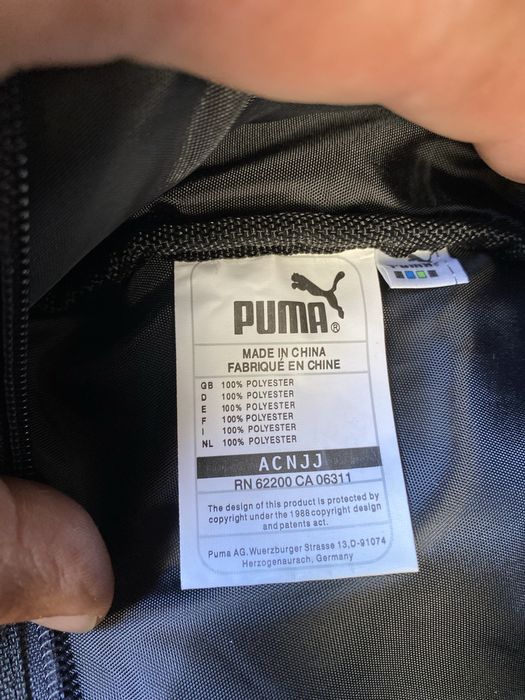 PUMA®
MADE IN CHINA
FABRIQUÉ EN CHINE
GB 100% POLYESTER
D 100% POLYESTER
E 100% POLYESTER
F 100% POLYESTER
I 100% POLYESTER
NL 100% POLYESTER
ACNJJ
RN 62200 CA 06311
The design of this product is protected by
copyright under the 1988 copyright design
and patents act.
Puma AG.Wuerzburger Strasse 13,D-91074
Herzogenaurach, Germany